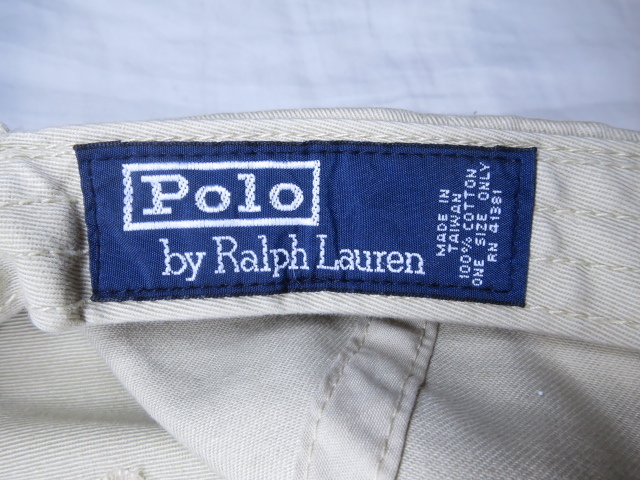 Polo
by Ralph Lauren
MADE IN
TAIWAN
100% COTTON
ONE SIZE ONLY
RN 41381